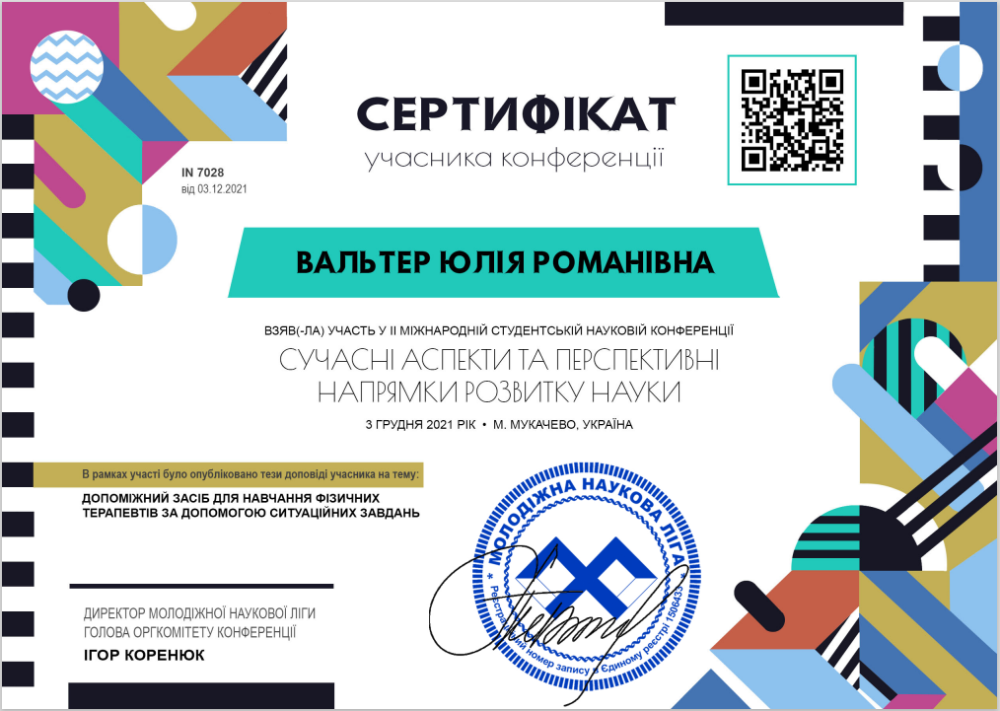 СЕРТИФІКАТ
учасника конференції
IN 7028
від 03.12.2021
ВАЛЬТЕР ЮЛІЯ РОМАНІВНА
ВЗЯВ(-ЛА) УЧАСТЬ У II МІЖНАРОДНІЙ СТУДЕНТСЬКІЙ НАУКОВІЙ КОНФЕРЕНЦІЇ
СУЧАСНІ АСПЕКТИ ТА ПЕРСПЕКТИВНІ
НАПРЯМКИ РОЗВИТКУ НАУКИ
3 ГРУДНЯ 2021 РІК • М. МУКАЧЕВО, УКРАЇНА
В рамках участі було опубліковано тези доповіді учасника на тему:
ДОПОМІЖНИЙ ЗАСІБ ДЛЯ НАВЧАННЯ ФІЗИЧНИХ
ТЕРАПЕВТІВ ЗА ДОПОМОГОЮ СИТУАЦІЙНИХ ЗАВДАНЬ
* МОЛОДІЖНА НАУКОВА ЛІГА *
Реєстраційний номер запису в Єдиному реєстрі 1506433
ДИРЕКТОР МОЛОДІЖНОЇ НАУКОВОЇ ЛІГИ
ГОЛОВА ОРГКОМІТЕТУ КОНФЕРЕНЦІЇ
ІГОР КОРЕНЮК